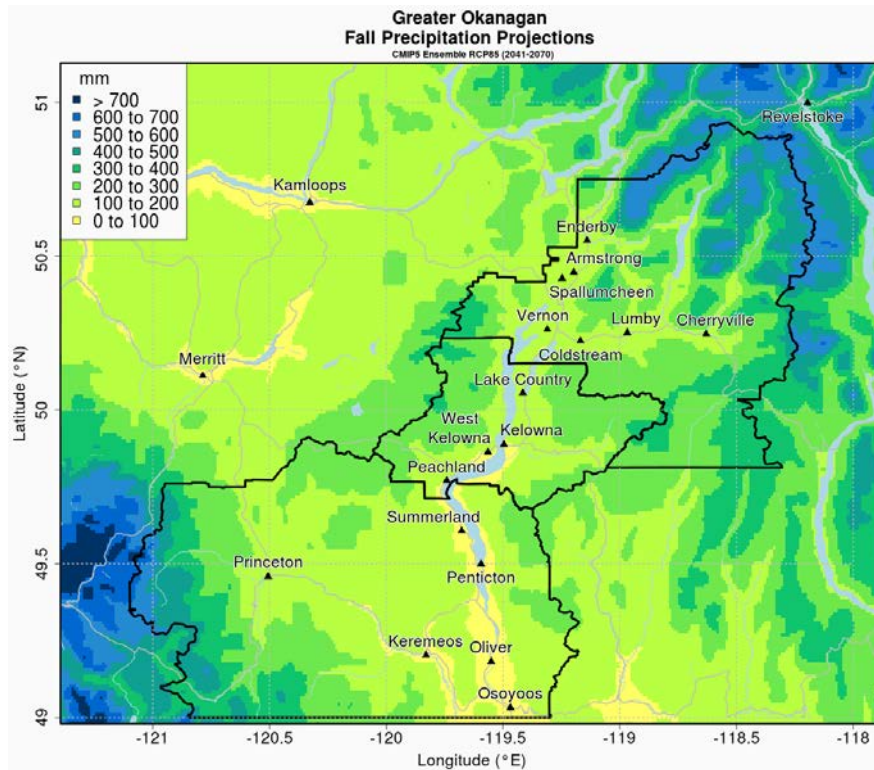 Greater Okanagan
Fall Precipitation Projections
CMIP5 Ensemble RCP85 (2041-2070)
mm
> 700
600 to 700
500 to 600
400 to 500
300 to 400
200 to 300
100 to 200
0 to 100
Revelstoke
Kamloops
Enderby
Armstrong
Spallumcheen
Vernon
Lumby
Cherryville
Coldstream
Merritt
Lake Country
West
Kelowna
Kelowna
Peachland
Summerland
Princeton
Penticton
Keremeos
Oliver
Osoyoos
51
50.5
50
49.5
49
Latitude (°N)
-121
-120.5
-120
-119.5
-119
-118.5
-118
Longitude (°E)